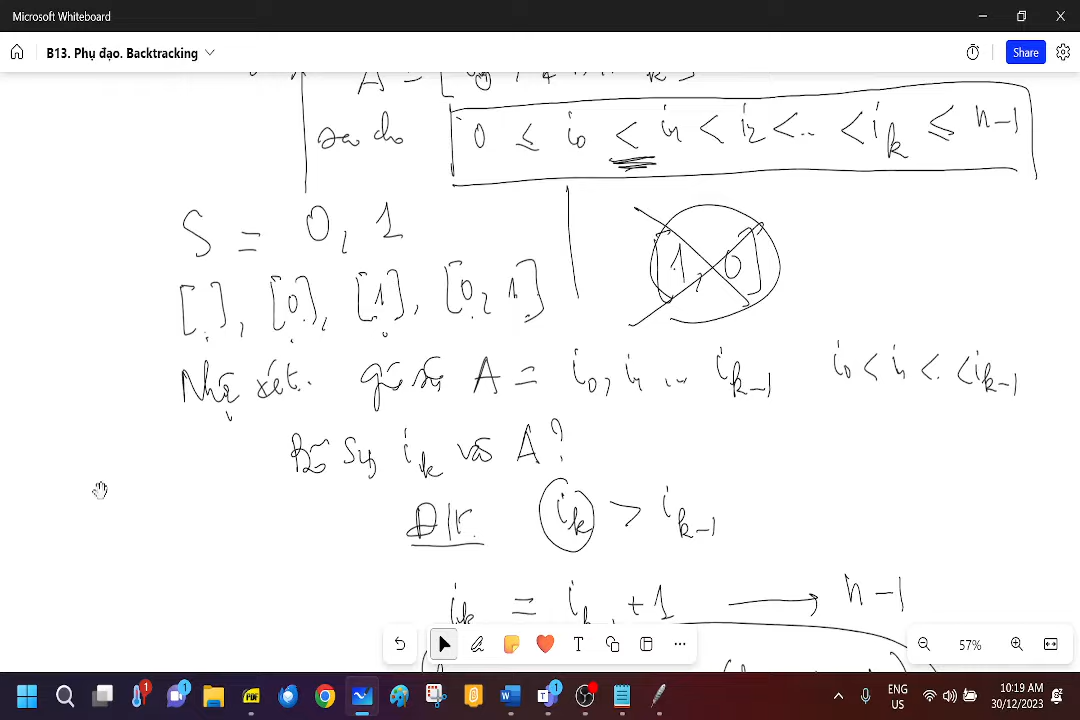 Microsoft Whiteboard
B13. Phụ đạo. Backtracking
Share
A = [
sao cho 0 ≤ i0 < i1 < i2 < .. < ik ≤ n-1
S = 0, 1
[1, 0]
[ ], [0], [1], [0, 1]
Nhận xét. giả sử A = i0, i1 ... ik-1 i0 < i1 < .. < ik-1
Bổ sung ik vào A?
Đ/K. ik > ik-1
ik = ik-1 + 1 → n-1
57%
ENG
US
10:19 AM
30/12/2023